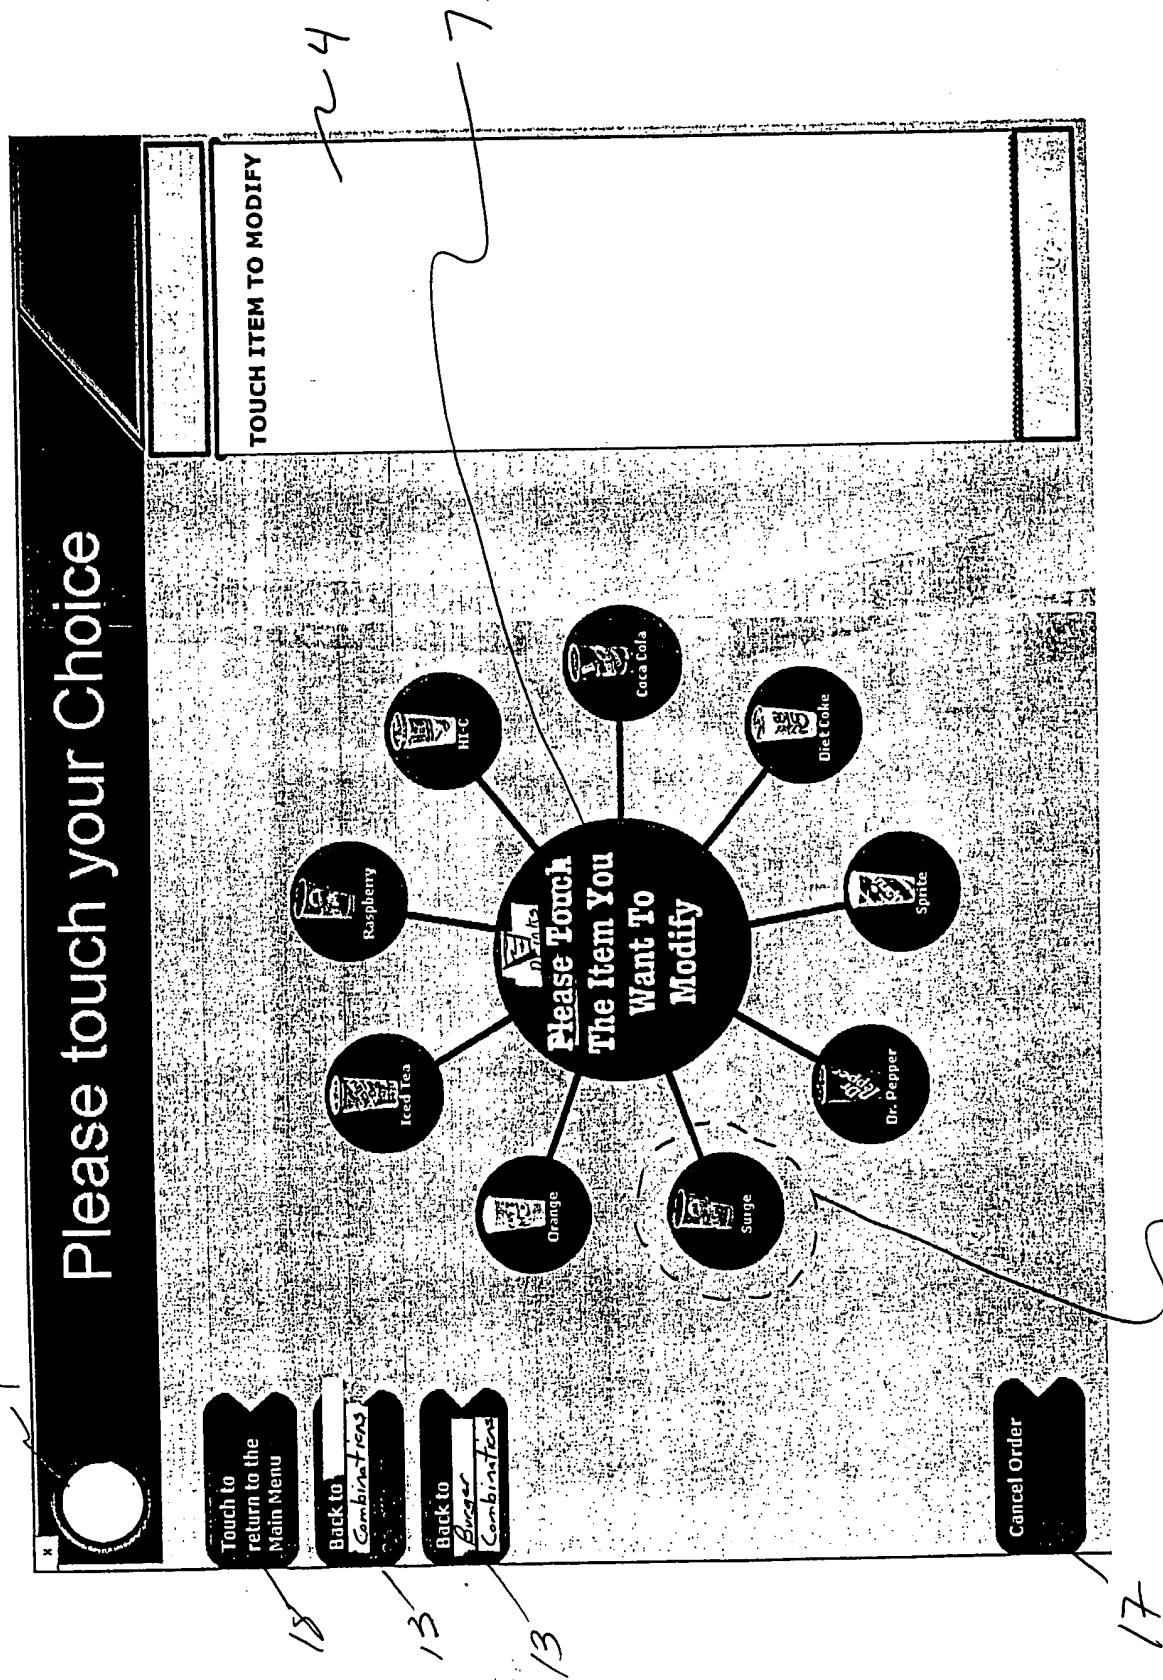 Please touch your Choice
Touch to
return to the
Main Menu
Back to
Combinations
Back to
Burger
Combinations
Cancel Order
TOUCH ITEM TO MODIFY
Drinks
Please Touch
The Item You
Want To
Modify
Raspberry
HI-C
Coca Cola
Diet Coke
Sprite
Dr. Pepper
Surge
Orange
Iced Tea
4
7
18
13
13
17